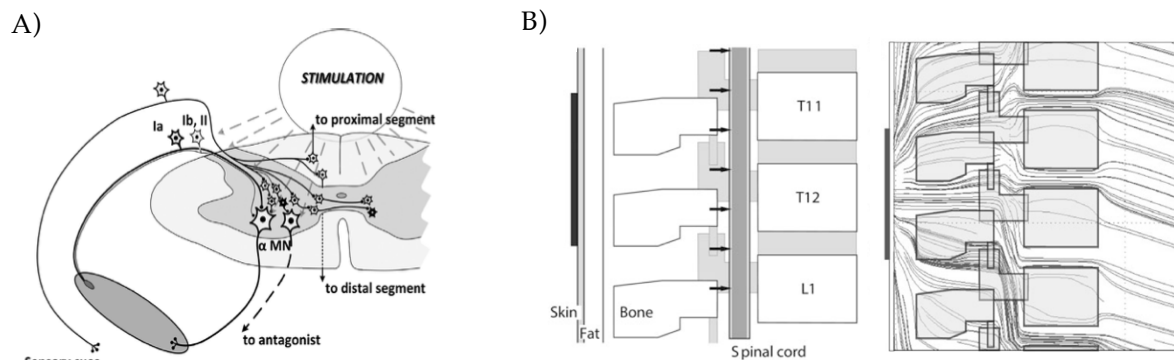 A)
STIMULATION
to proximal segment
Ib, II
Ia
α MN
to distal segment
to antagonist
B)
T11
T12
L1
Skin
Fat
Bone
Spinal cord